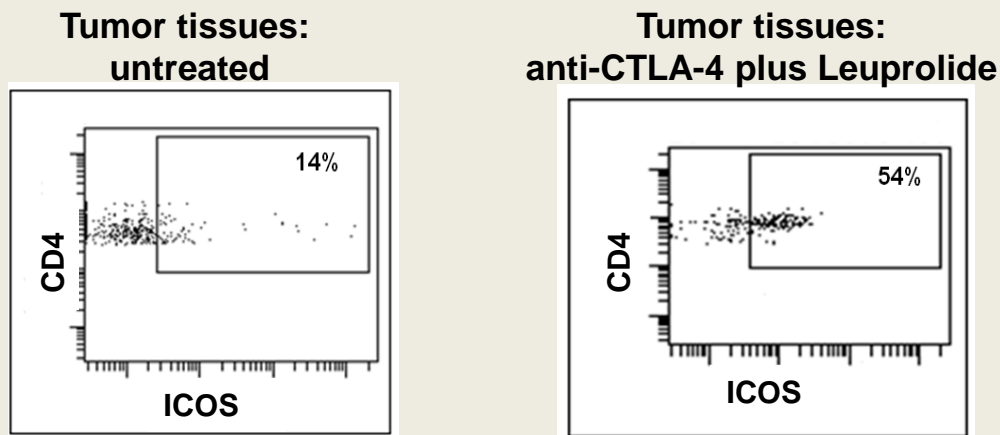 Tumor tissues:
untreated
14%
CD4
ICOS
Tumor tissues:
anti-CTLA-4 plus Leuprolide
54%
CD4
ICOS